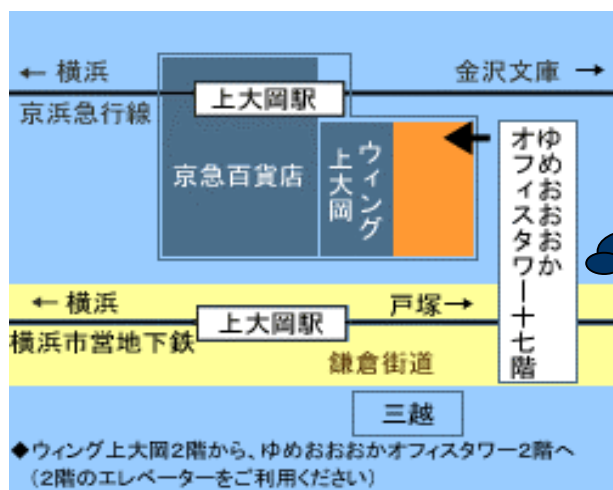 ← 横浜
金沢文庫 →
上大岡駅
京浜急行線
京急百貨店
ウィング
上大岡
ゆめおおおか
オフィスタワー十七階
← 横浜
戸塚→
上大岡駅
横浜市営地下鉄
鎌倉街道
三越
◆ウィング上大岡2階から、ゆめおおおかオフィスタワー2階へ
(2階のエレベーターをご利用ください)